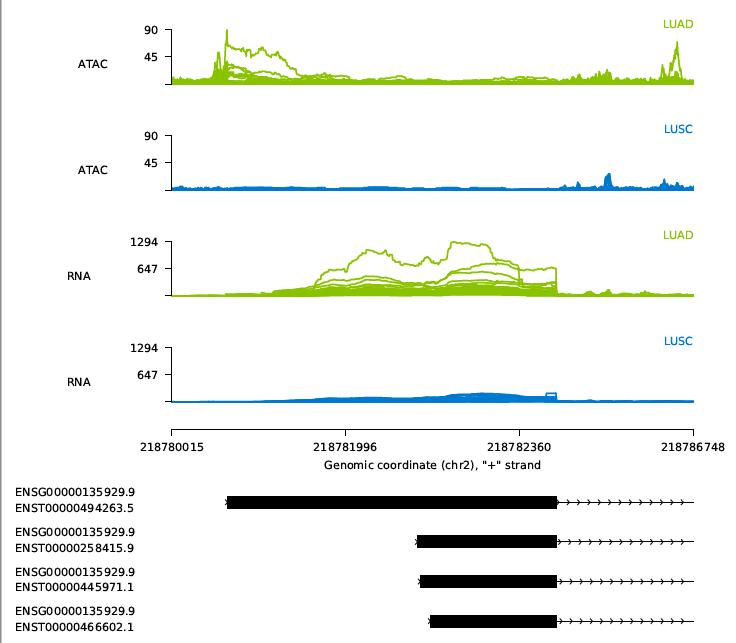 LUAD
90
45
ATAC
LUSC
90
45
ATAC
LUAD
1294
647
RNA
LUSC
1294
647
RNA
218780015 218781996 218782360 218786748
Genomic coordinate (chr2), "+" strand
ENSG00000135929.9
ENST00000494263.5
ENSG00000135929.9
ENST00000258415.9
ENSG00000135929.9
ENST00000445971.1
ENSG00000135929.9
ENST00000466602.1